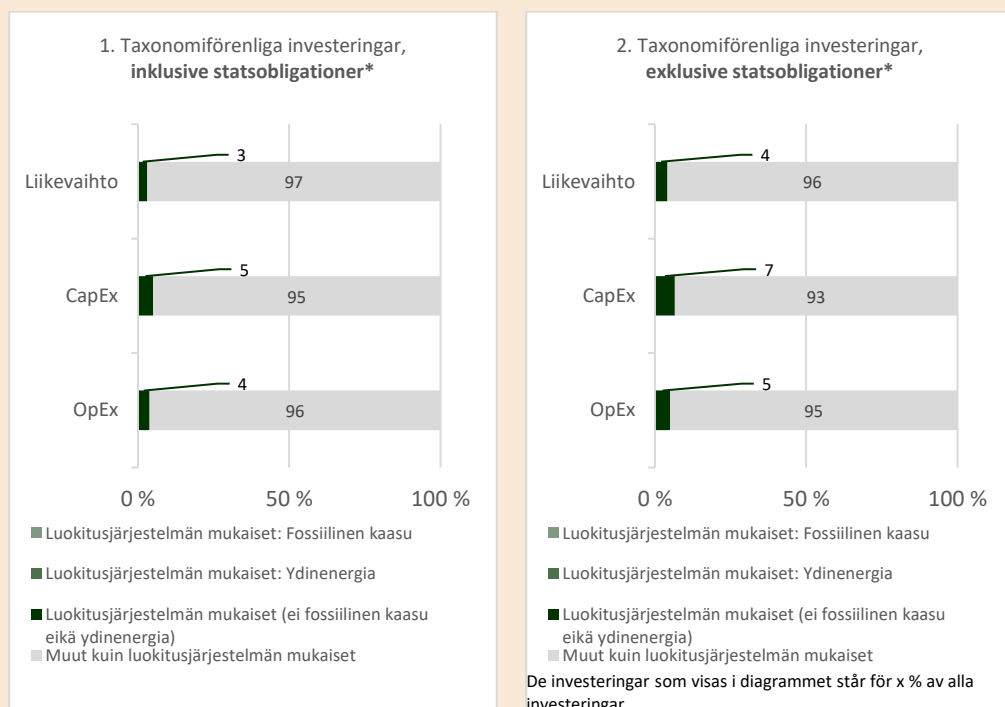 1. Taxonomiförenliga investeringar,
inklusive statsobligationer*
Liikevaihto
3
97
CapEx
5
95
OpEx
4
96
0 %
50 %
100 %
Luokitusjärjestelmän mukaiset: Fossiilinen kaasu
Luokitusjärjestelmän mukaiset: Ydinenergia
Luokitusjärjestelmän mukaiset (ei fossiilinen kaasu
eikä ydinenergia)
Muut kuin luokitusjärjestelmän mukaiset
2. Taxonomiförenliga investeringar,
exklusive statsobligationer*
Liikevaihto
4
96
CapEx
7
93
OpEx
5
95
0 %
50 %
100 %
Luokitusjärjestelmän mukaiset: Fossiilinen kaasu
Luokitusjärjestelmän mukaiset: Ydinenergia
Luokitusjärjestelmän mukaiset (ei fossiilinen kaasu
eikä ydinenergia)
Muut kuin luokitusjärjestelmän mukaiset
De investeringar som visas i diagrammet står för x % av alla
investeringar